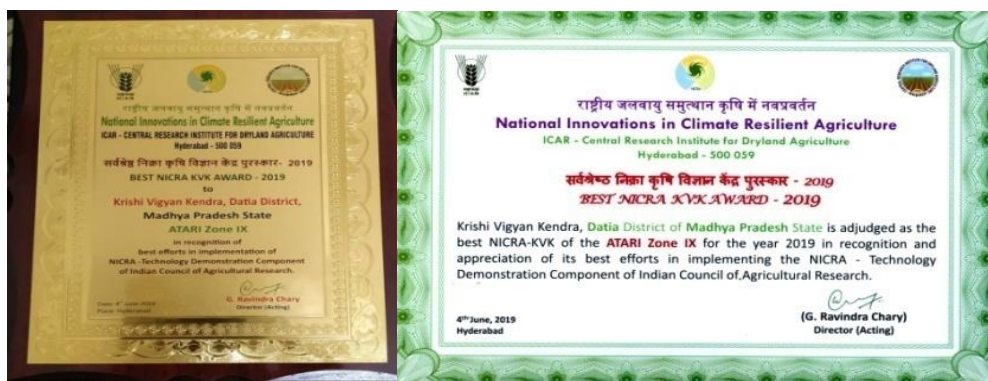 राष्ट्रीय जलवायु समुत्थान कृषि में नवप्रवर्तन
National Innovations in Climate Resilient Agriculture
ICAR - CENTRAL RESEARCH INSTITUTE FOR DRYLAND AGRICULTURE
Hyderabad - 500 059
सर्वश्रेष्ठ निक्रा कृषि विज्ञान केंद्र पुरस्कार- 2019
BEST NICRA KVK AWARD - 2019
to
Krishi Vigyan Kendra, Datia District,
Madhya Pradesh State
ATARI Zone IX
in recognition of
best efforts in implementation of
NICRA -Technology Demonstration Component
of Indian Council of Agricultural Research.
G. Ravindra Chary
Director (Acting)
Date: 4th June 2019
Place: Hyderabad
राष्ट्रीय जलवायु समुत्थान कृषि में नवप्रवर्तन
National Innovations in Climate Resilient Agriculture
ICAR - Central Research Institute for Dryland Agriculture
Hyderabad - 500 059
सर्वश्रेष्ठ निक्रा कृषि विज्ञान केंद्र पुरस्कार - 2019
BEST NICRA KVK AWARD - 2019
Krishi Vigyan Kendra, Datia District of Madhya Pradesh State is adjudged as the
best NICRA-KVK of the ATARI Zone IX for the year 2019 in recognition and
appreciation of its best efforts in implementing the NICRA - Technology
Demonstration Component of Indian Council of Agricultural Research.
4th June, 2019
Hyderabad
(G. Ravindra Chary)
Director (Acting)